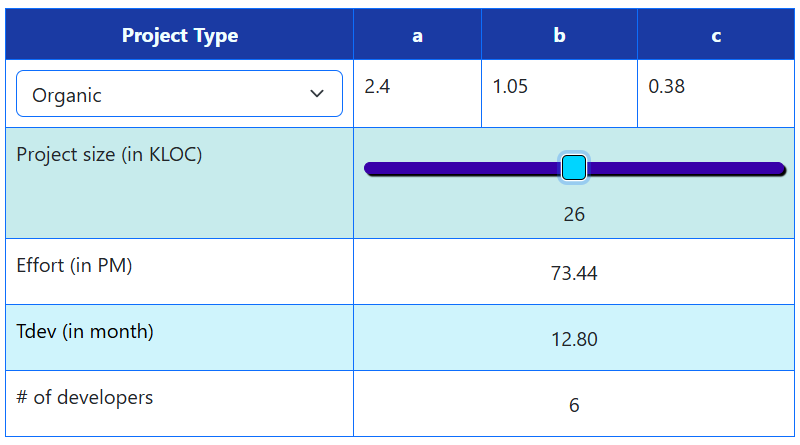 Project Type a b c
Organic 2.4 1.05 0.38
Project size (in KLOC)
26
Effort (in PM) 73.44
Tdev (in month) 12.80
# of developers 6